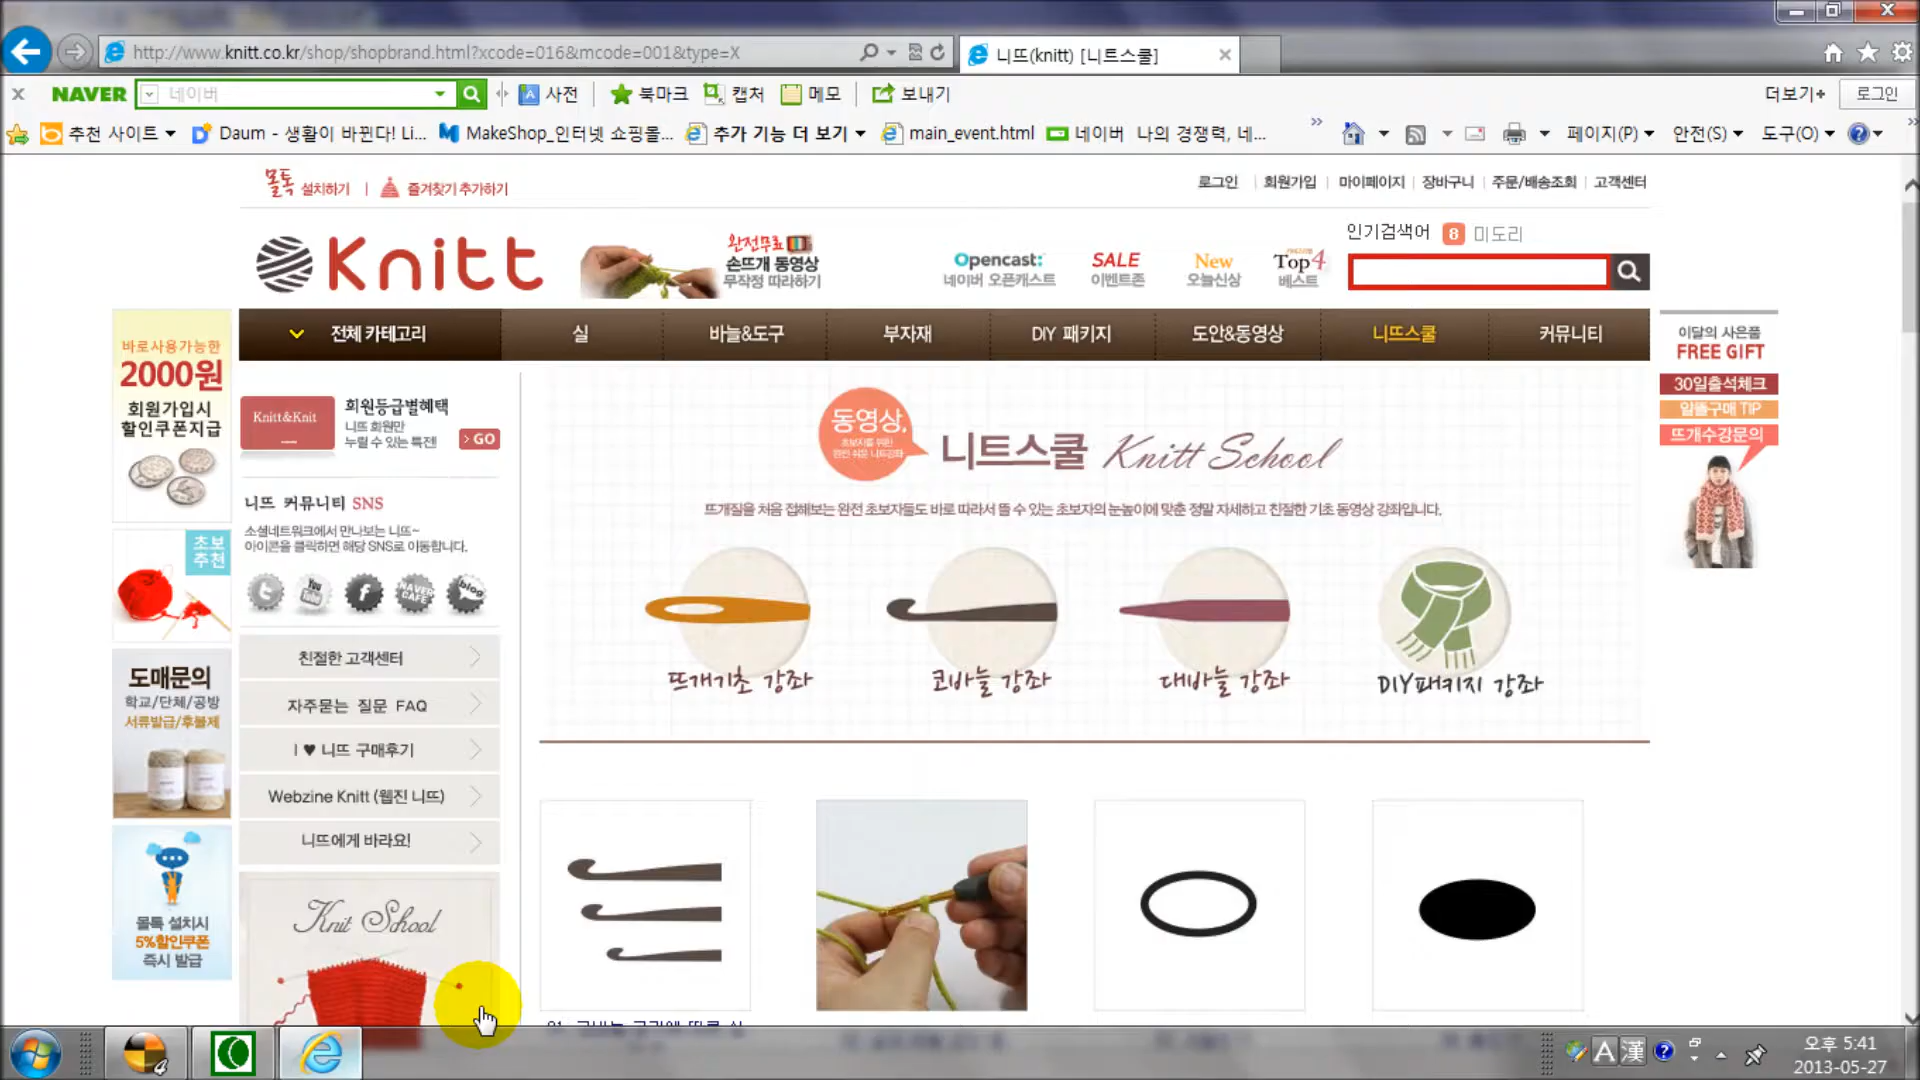 http://www.knitt.co.kr/shop/shopbrand.html?xcode=016&mcode=001&type=X
니뜨(knitt) [니트스쿨]
NAVER 네이버 사전 북마크 캡처 메모 보내기 더보기+ 로그인
추천 사이트 Daum - 생활이 바뀐다! Li... MakeShop_인터넷 쇼핑몰... 추가 기능 더 보기 main_event.html 네이버 나의 경쟁력, 네... 페이지(P) 안전(S) 도구(O)
몰톡 설치하기 | 즐겨찾기 추가하기
로그인 | 회원가입 | 마이페이지 | 장바구니 | 주문/배송조회 | 고객센터
Knitt
완전무료
손뜨개 동영상
무작정 따라하기
Opencast:
네이버 오픈캐스트
SALE
이벤트존
New
오늘신상
Top4
베스트
인기검색어 8 미도리
전체 카테고리 실 바늘&도구 부자재 DIY 패키지 도안&동영상 니뜨스쿨 커뮤니티
바로사용가능한
2000원
회원가입시
할인쿠폰지급
초보
추천
도매문의
학교/단체/공방
서류발급/후불제
몰톡 설치시
5%할인쿠폰
즉시 발급
Knitt&Knit
회원등급별혜택
니뜨 회원만
누릴 수 있는 특전!
> GO
니뜨 커뮤니티 SNS
소셜네트워크에서 만나보는 니뜨~
아이콘을 클릭하면 해당 SNS로 이동합니다.
t You Tube f NAVER CAFE blog
친절한 고객센터
자주묻는 질문 FAQ
I ♥ 니뜨 구매후기
Webzine Knitt (웹진 니뜨)
니뜨에게 바라요!
Knit School
동영상.
초보자를 위한
완전 쉬운 니트강좌
니트스쿨 Knitt School
뜨개질을 처음 접해보는 완전 초보자들도 바로 따라서 뜰 수 있는 초보자의 눈높이에 맞춘 정말 자세하고 친절한 기초 동영상 강좌입니다.
뜨개기초 강좌
코바늘 강좌
대바늘 강좌
DIY패키지 강좌
이달의 사은품
FREE GIFT
30일출석체크
알뜰구매 TIP
뜨개수강문의
4
A 漢
오후 5:41
2013-05-27